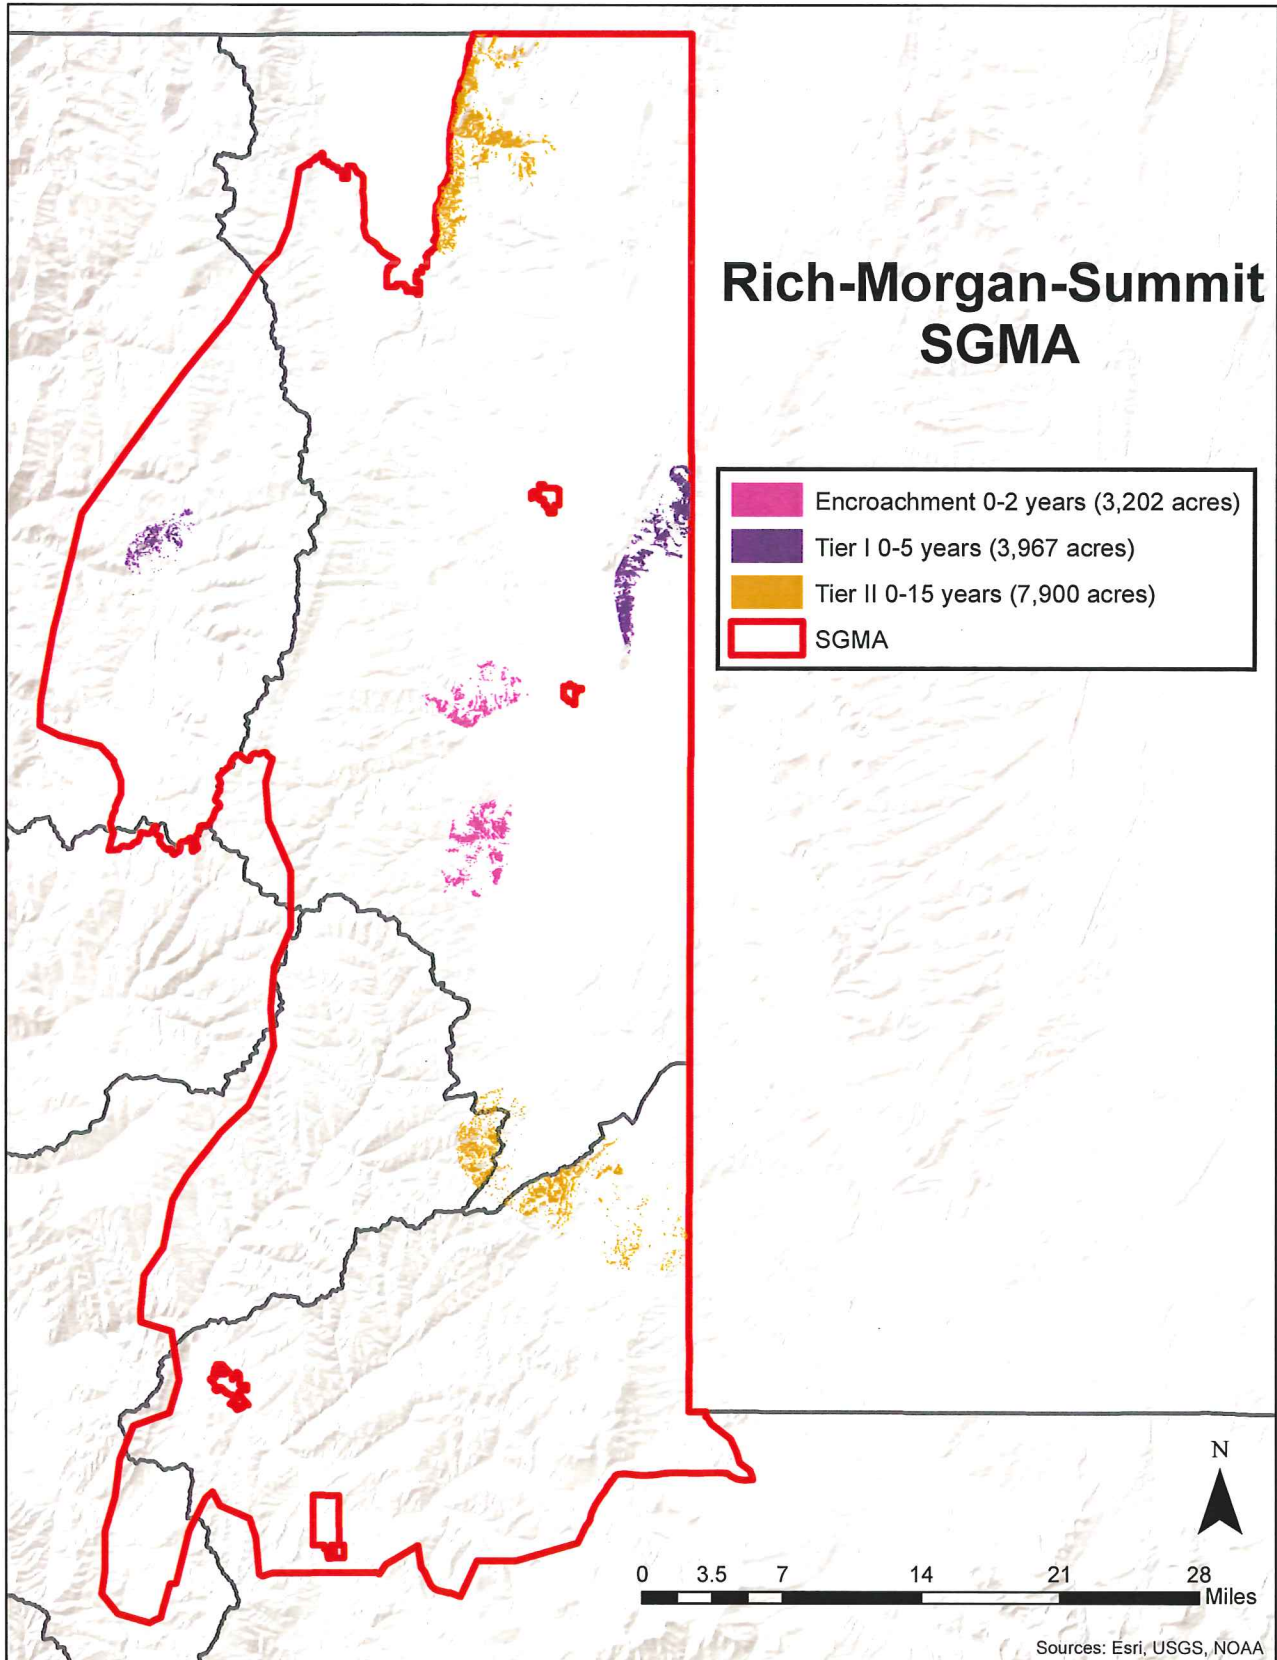 Rich-Morgan-Summit
SGMA
Encroachment 0-2 years (3,202 acres)
Tier I 0-5 years (3,967 acres)
Tier II 0-15 years (7,900 acres)
SGMA
N
0 3.5 7 14 21 28
Miles
Sources: Esri, USGS, NOAA